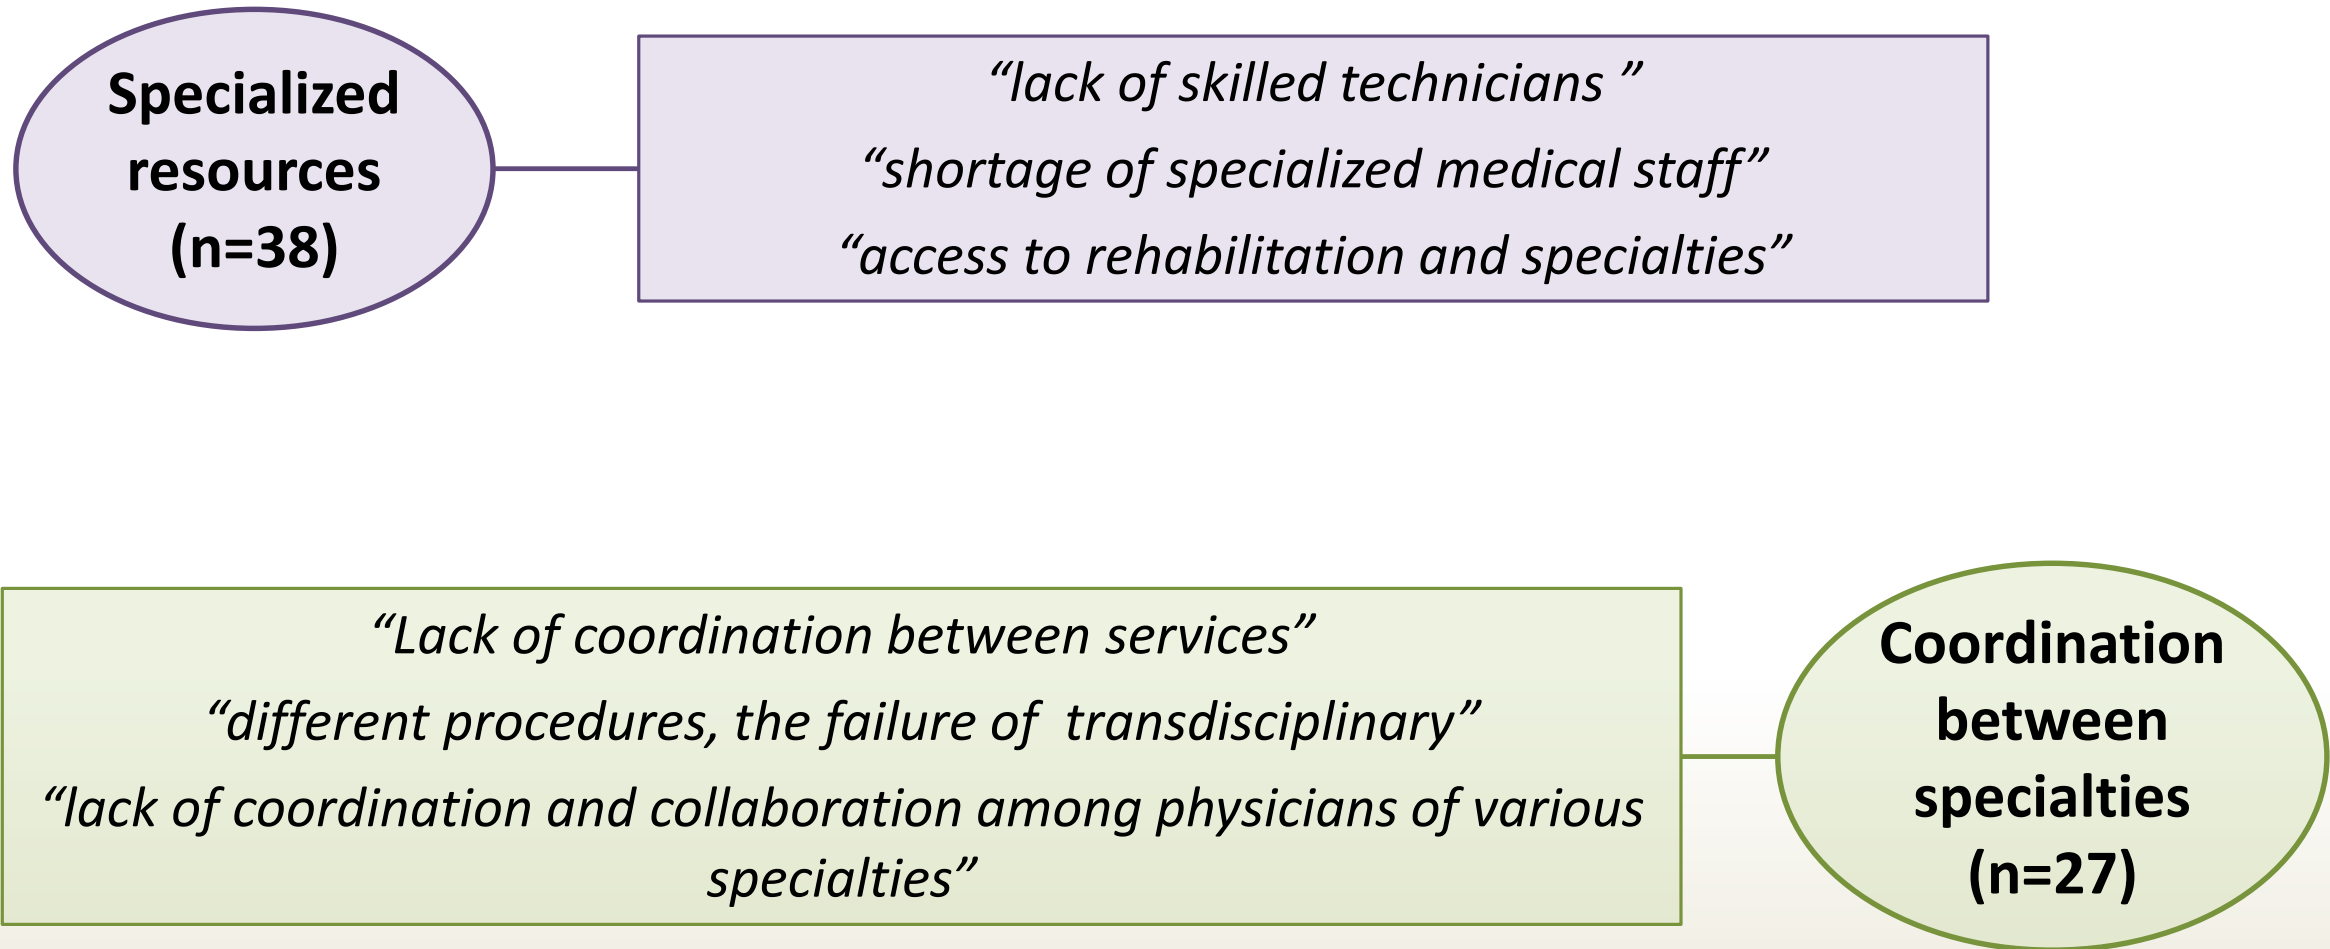 Specialized
resources
(n=38)
“lack of skilled technicians ”
“shortage of specialized medical staff”
“access to rehabilitation and specialties”
“Lack of coordination between services”
“different procedures, the failure of  transdisciplinary”
“lack of coordination and collaboration among physicians of various
specialties”
Coordination
between
specialties
(n=27)